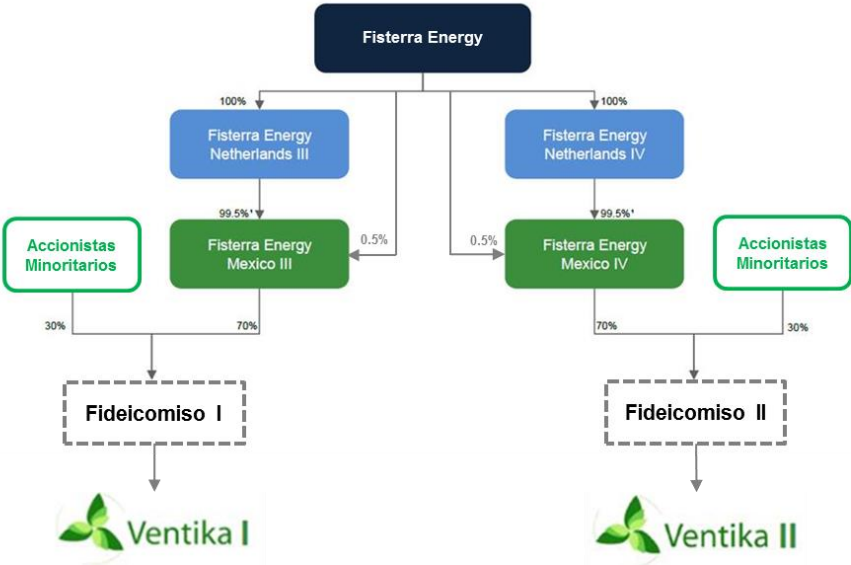 Fisterra Energy
100%
100%
Fisterra Energy
Netherlands III
Fisterra Energy
Netherlands IV
99.5%'
99.5%'
Accionistas
Minoritarios
Fisterra Energy
Mexico III
0.5%
0.5%
Fisterra Energy
Mexico IV
Accionistas
Minoritarios
30%
70%
70%
30%
Fideicomiso I
Fideicomiso II
Ventika I
Ventika II